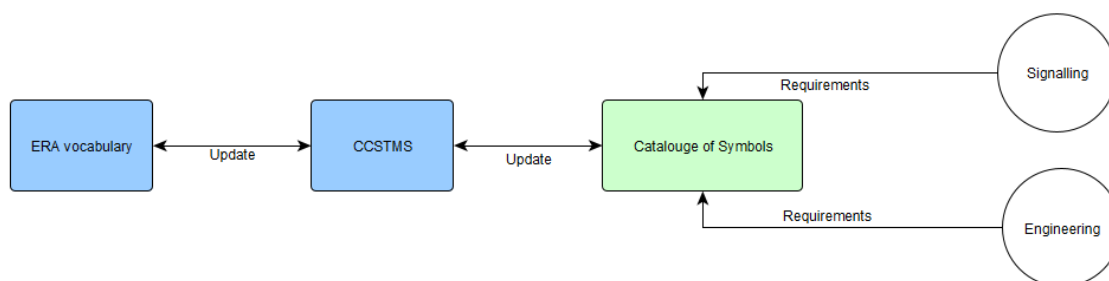 Signalling
Requirements
ERA vocabulary
Update
CCSTMS
Update
Catalouge of Symbols
Requirements
Engineering